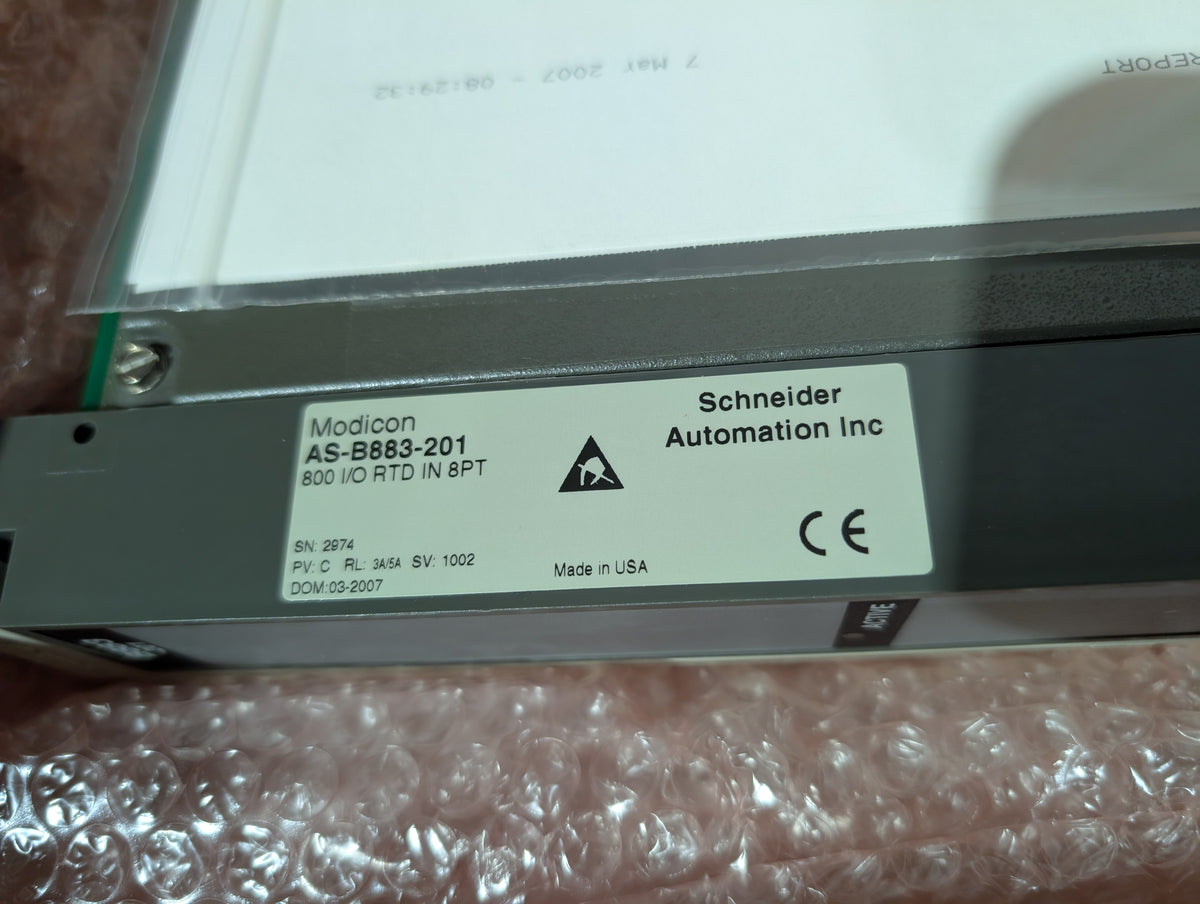 7 Mar 2007 - 08:29:32
REPORT
Modicon
AS-B883-201
800 I/O RTD IN 8PT
Schneider
Automation Inc
SN: 2974
PV: C RL: 3A/5A SV: 1002
DOM:03-2007
Made in USA
CE
ACTIVE